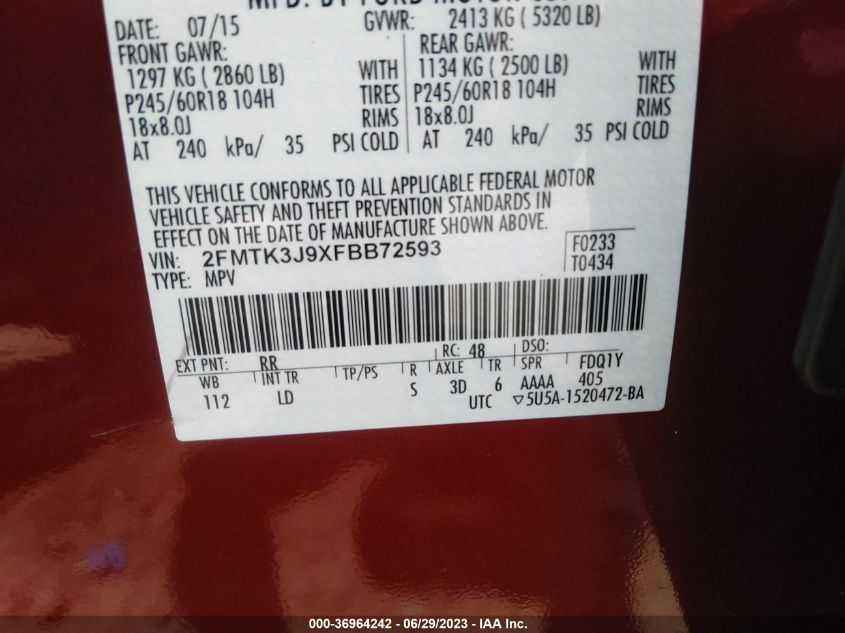 MFD. BY FORD MOTOR CO.
DATE: 07/15 GVWR: 2413 KG ( 5320 LB)
FRONT GAWR: REAR GAWR:
1297 KG ( 2860 LB) WITH 1134 KG ( 2500 LB) WITH
P245/60R18 104H TIRES P245/60R18 104H TIRES
18x8.0J RIMS 18x8.0J RIMS
AT 240 kPa/ 35 PSI COLD AT 240 kPa/ 35 PSI COLD
THIS VEHICLE CONFORMS TO ALL APPLICABLE FEDERAL MOTOR
VEHICLE SAFETY AND THEFT PREVENTION STANDARDS IN
EFFECT ON THE DATE OF MANUFACTURE SHOWN ABOVE.
VIN: 2FMTK3J9XFBB72593 F0233
TYPE: MPV T0434
EXT PNT: RR RC: 48 DSO:
WB INT TR TP/PS R AXLE TR SPR FDQ1Y
112 LD S 3D 6 AAAA 405
UTC ▽5U5A-1520472-BA
000-36964242 - 06/29/2023 - IAA Inc.